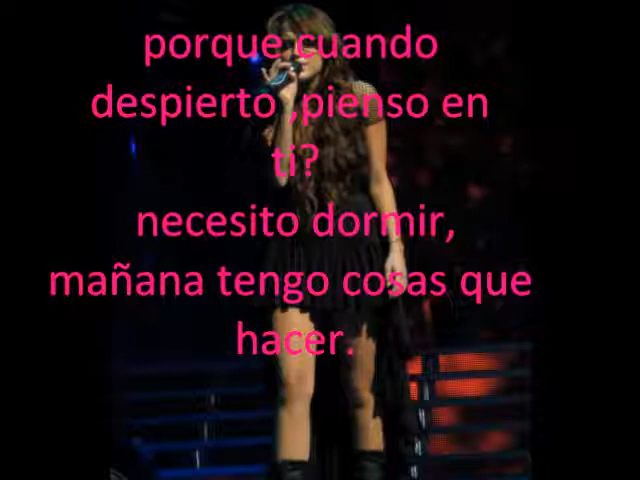 porque cuando
despierto ,pienso en
ti?
necesito dormir,
mañana tengo cosas que
hacer.